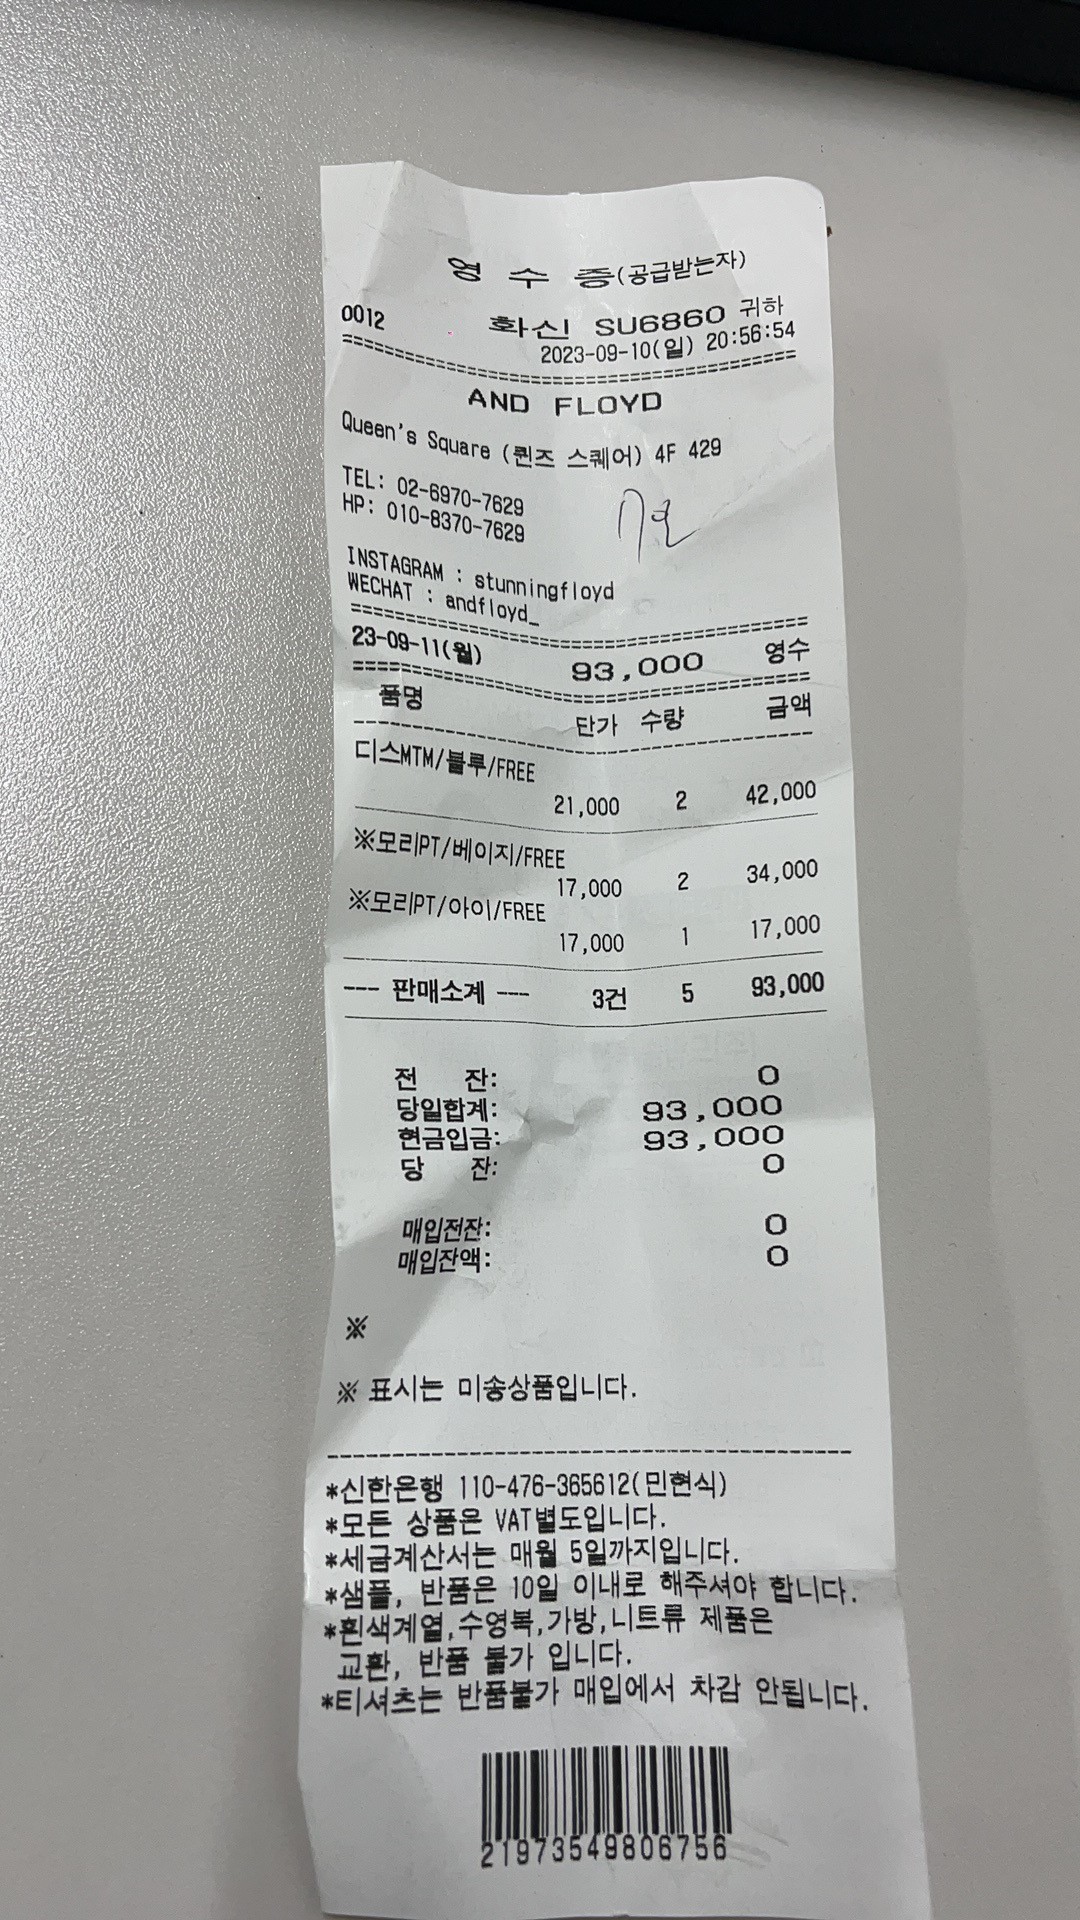 영 수 증(공급받는자)
0012 화신 SU6860 귀하
2023-09-10(일) 20:56:54
========================================
AND FLOYD
Queen's Square (퀸즈 스퀘어) 4F 429
TEL: 02-6970-7629
HP: 010-8370-7629
INSTAGRAM : stunningfloyd
WECHAT : andfloyd_
========================================
23-09-11(월) 93,000 영수
========================================
품명 단가 수량 금액
----------------------------------------
디스MTM/블루/FREE
21,000 2 42,000
※모리PT/베이지/FREE
17,000 2 34,000
※모리PT/아이/FREE
17,000 1 17,000
--- 판매소계 --- 3건 5 93,000
전 잔: 0
당일합계: 93,000
현금입금: 93,000
당 잔: 0
매입전잔: 0
매입잔액: 0
※
※ 표시는 미송상품입니다.
----------------------------------------
*신한은행 110-476-365612(민현식)
*모든 상품은 VAT별도입니다.
*세금계산서는 매월 5일까지입니다.
*샘플, 반품은 10일 이내로 해주셔야 합니다.
*흰색계열,수영복,가방,니트류 제품은
교환, 반품 불가 입니다.
*티셔츠는 반품불가 매입에서 차감 안됩니다.
21973549806756